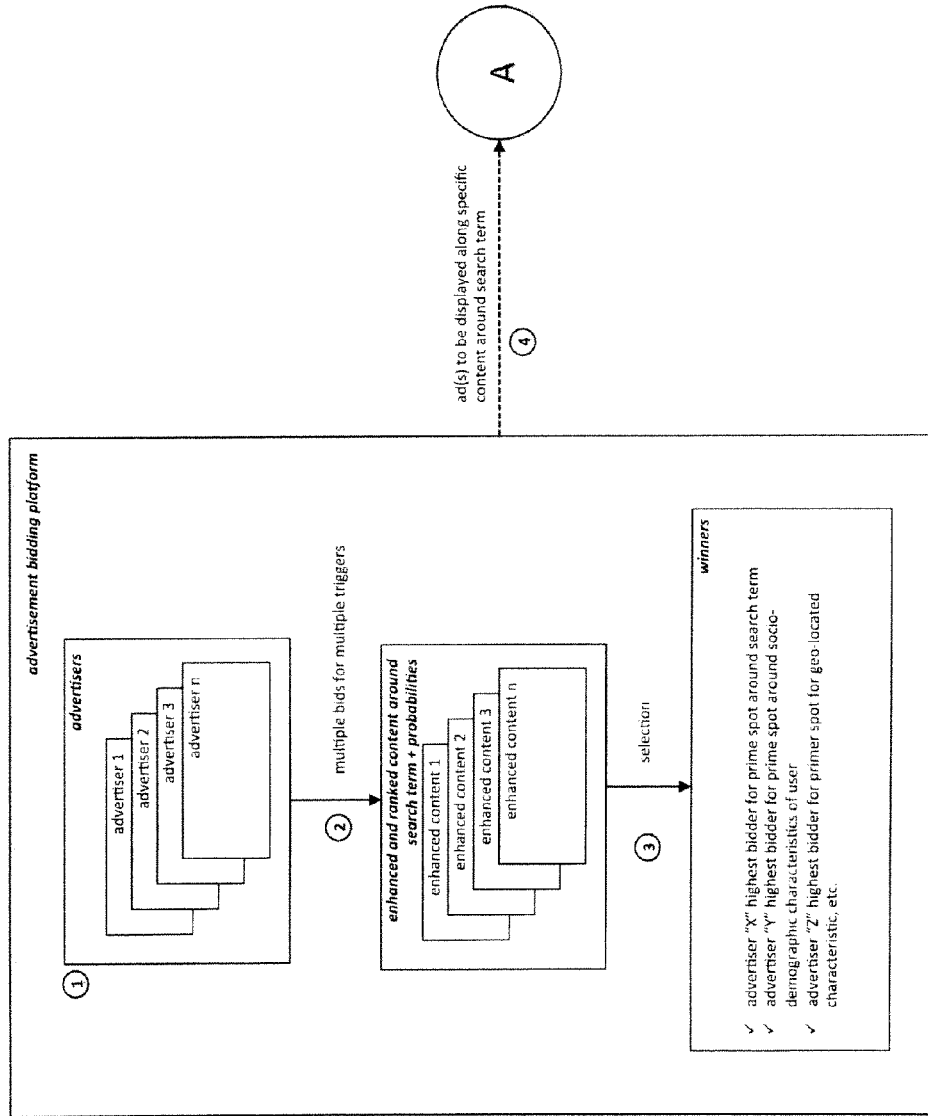 advertisement bidding platform
1
advertisers
advertiser 1
advertiser 2
advertiser 3
advertiser n
2
multiple bids for multiple triggers
enhanced and ranked content around
search term + probabilities
enhanced content 1
enhanced content 2
enhanced content 3
enhanced content n
3
selection
winners
✓ advertiser "X" highest bidder for prime spot around search term
✓ advertiser "Y" highest bidder for prime spot around socio-
demographic characteristics of user
✓ advertiser "Z" highest bidder for primer spot for geo-located
characteristic, etc.
ad(s) to be displayed along specific
content around search term
4
A